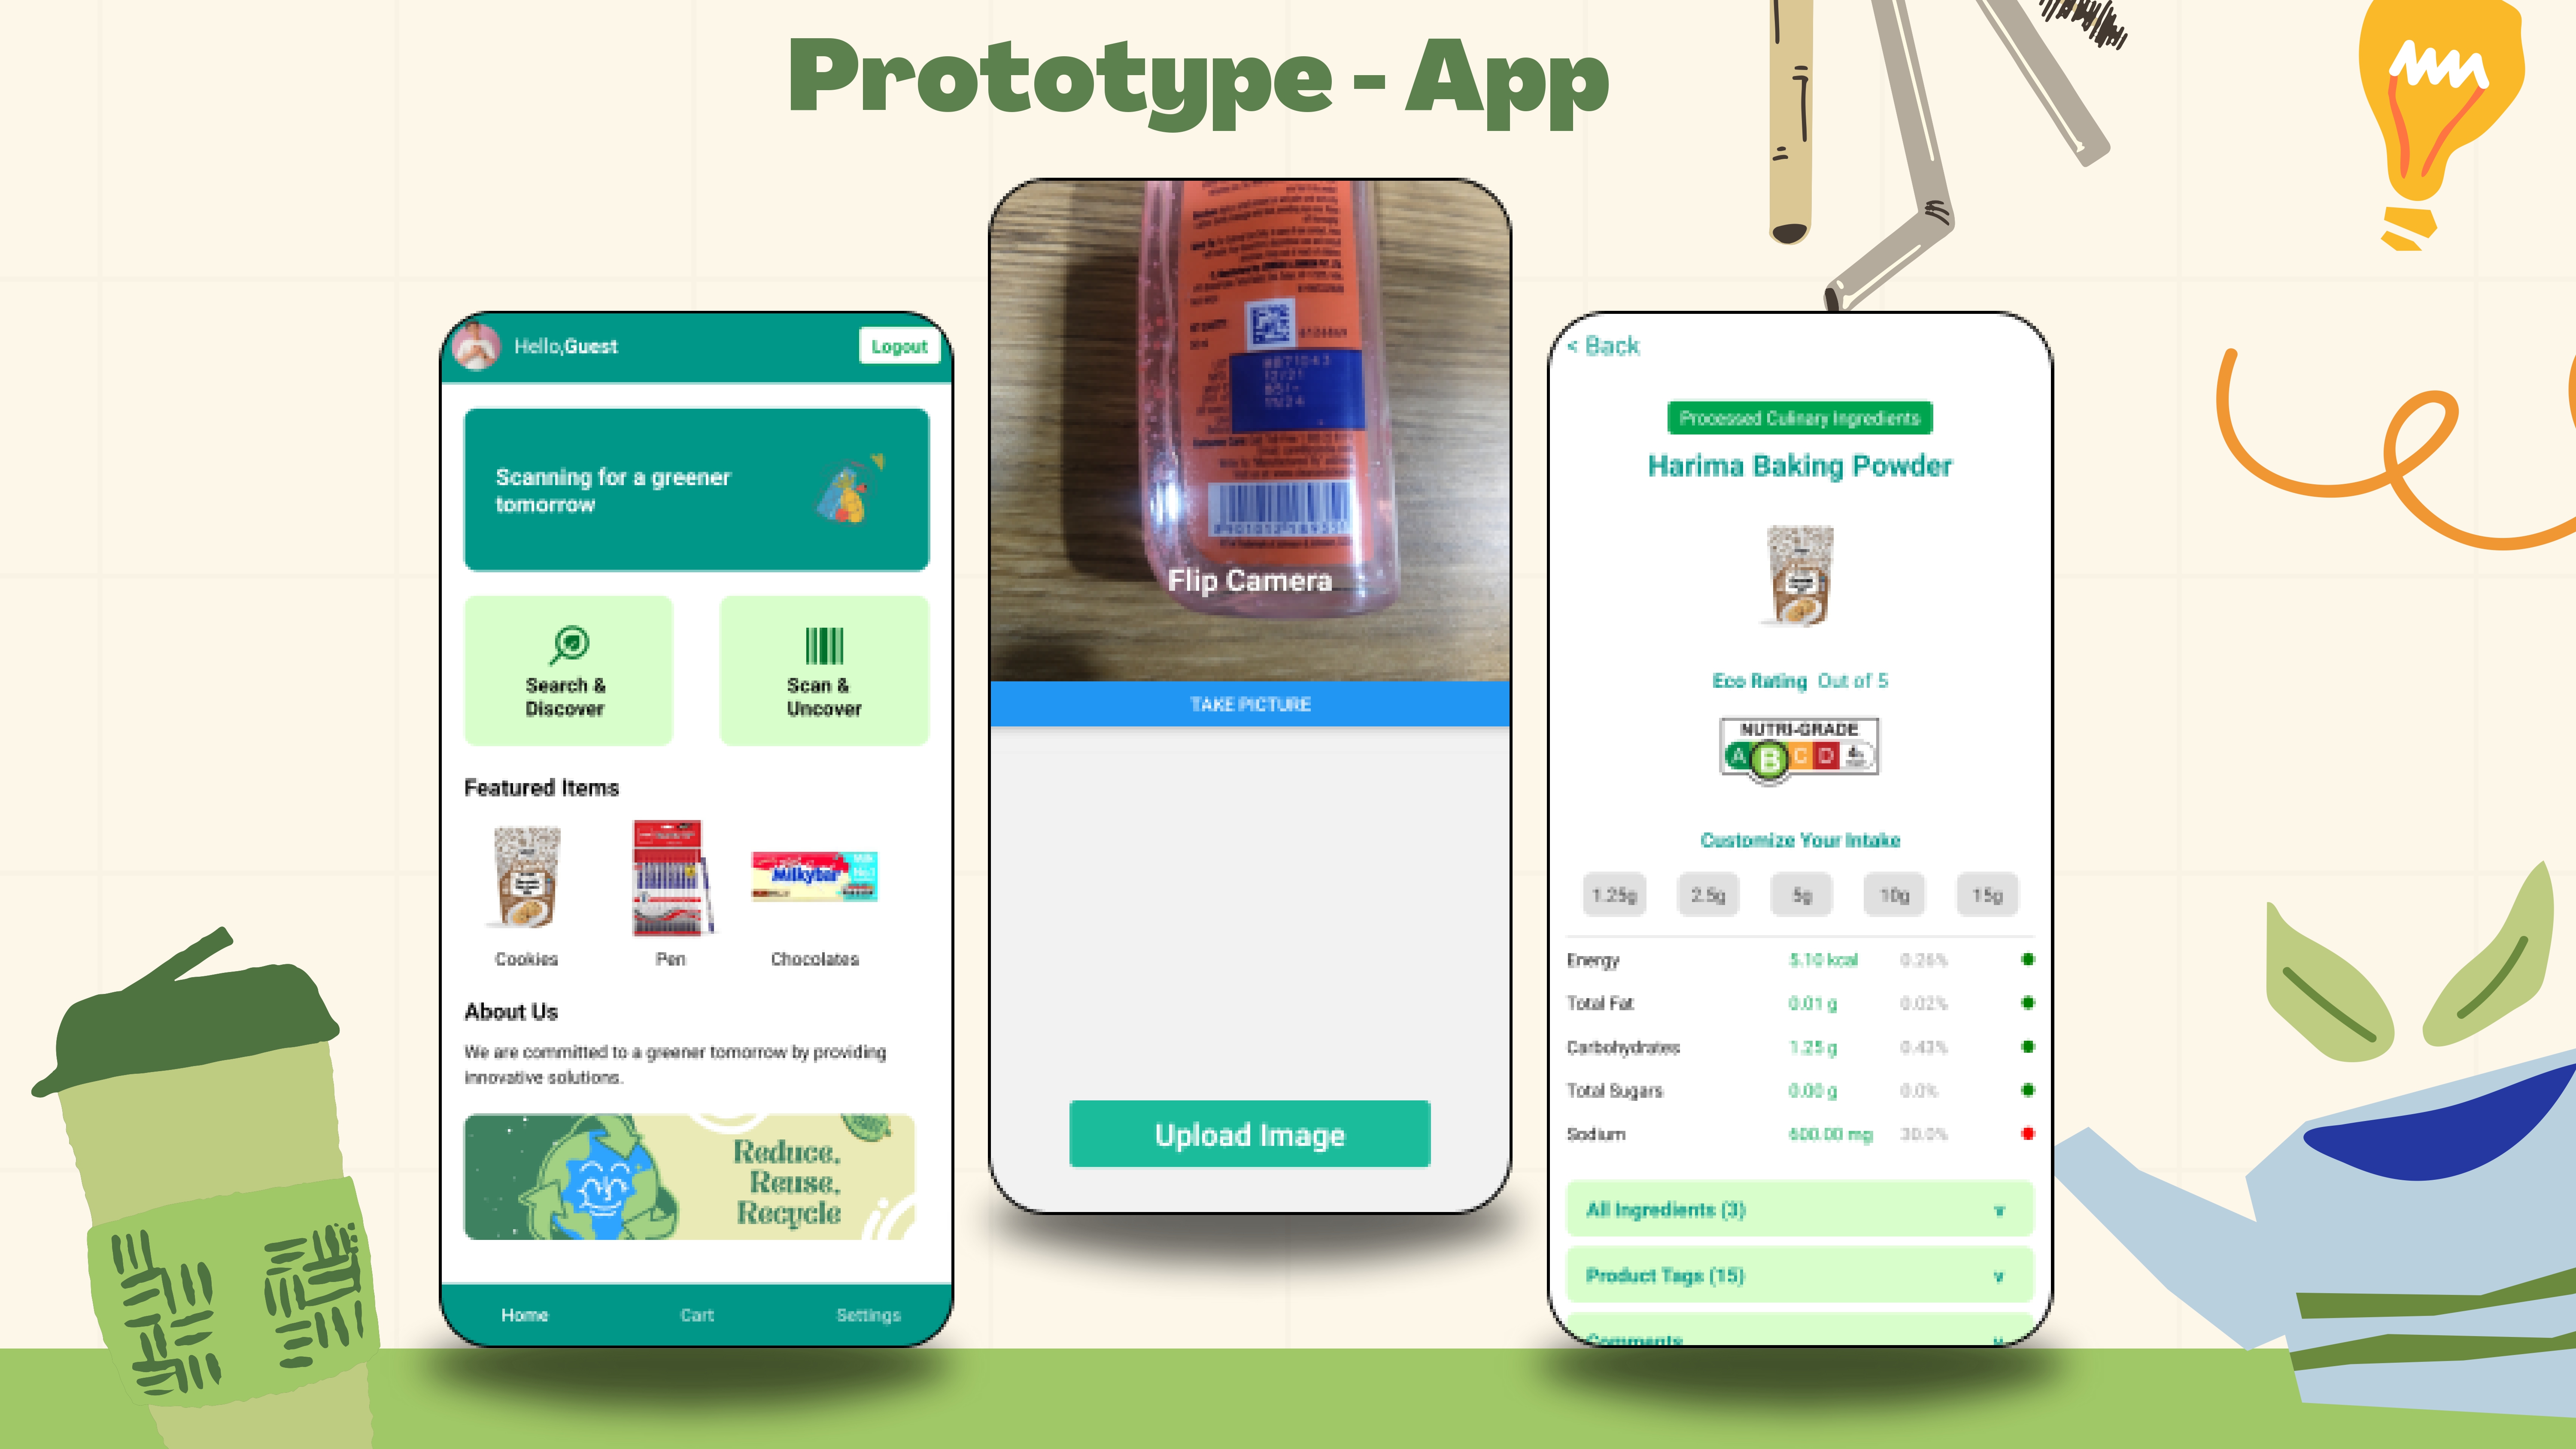 Prototype - App
Hello,Guest
Logout
Scanning for a greener
tomorrow
Search &
Discover
Scan &
Uncover
Featured Items
Milkybar
Cookies
Pen
Chocolates
About Us
We are committed to a greener tomorrow by providing
innovative solutions.
Reduce.
Reuse.
Recycle
Home
Cart
Settings
Flip Camera
TAKE PICTURE
Upload Image
< Back
Processed Culinary Ingredients
Harima Baking Powder
Eco Rating Out of 5
NUTRI-GRADE
A B C D
Customize Your Intake
1.25g 2.5g 5g 10g 15g
Energy 5.10 kcal 0.26%
Total Fat 0.01 g 0.02%
Carbohydrates 1.25 g 0.43%
Total Sugars 0.00 g 0.0%
Sodium 600.00 mg 30.0%
All Ingredients (3) v
Product Tags (15) v
Comments v